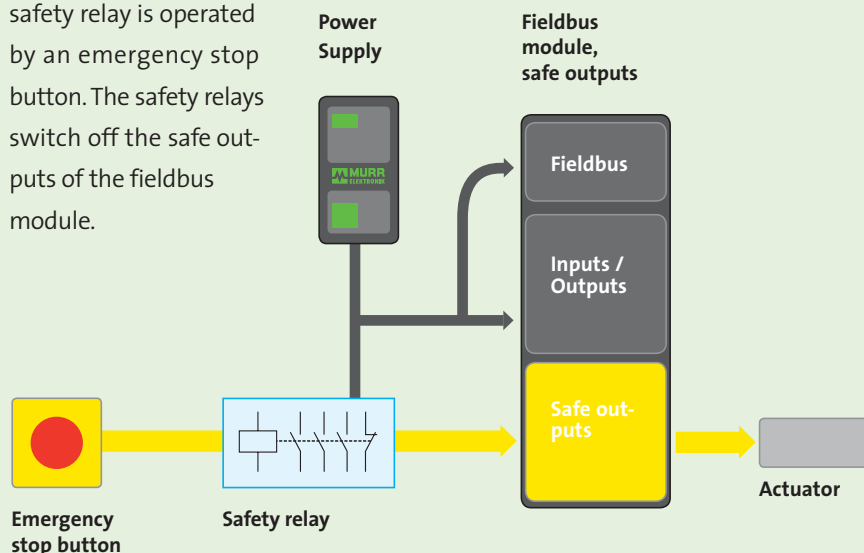 safety relay is operated
by an emergency stop
button. The safety relays
switch off the safe out-
puts of the fieldbus
module.
Power
Supply
Fieldbus
module,
safe outputs
MURR
ELEKTRONIK
Fieldbus
Inputs /
Outputs
Safe out-
puts
Actuator
Emergency
stop button
Safety relay